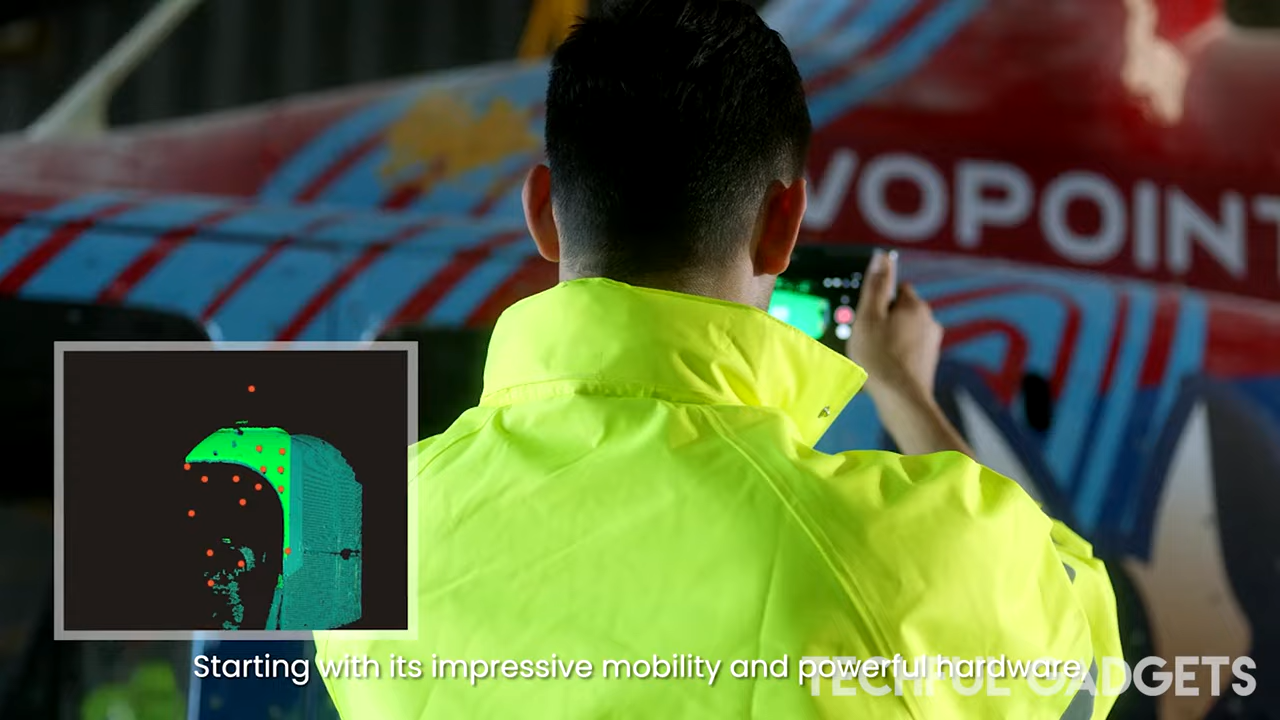 VOPOINT
Starting with its impressive mobility and powerful hardware,
TECHFUL GADGETS